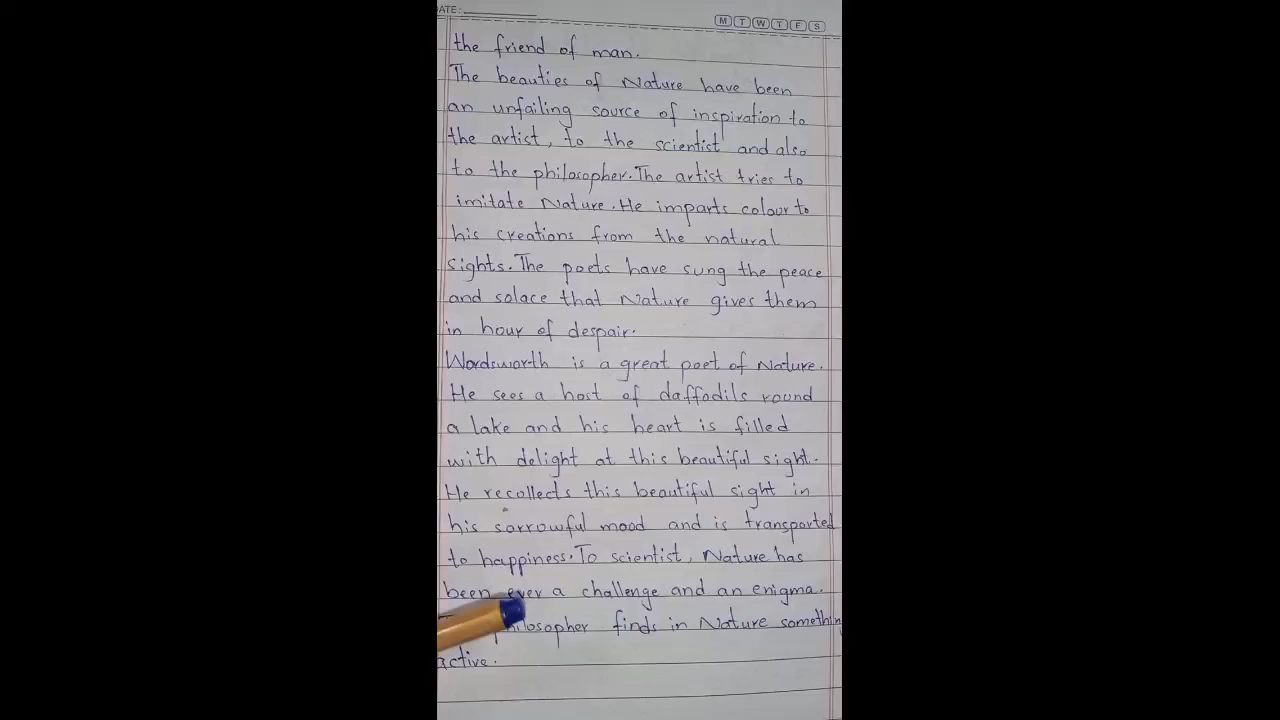 ATE:
M T W T F S
the friend of man.
The beauties of Nature have been
an unfailing source of inspiration to
the artist, to the scientist and also
to the philosopher. The artist tries to
imitate Nature. He imparts colour to
his creations from the natural
sights. The poets have sung the peace
and solace that Nature gives them
in hour of despair.
Wordsworth is a great poet of Nature.
He sees a host of daffodils round
a lake and his heart is filled
with delight at this beautiful sight.
He recollects this beautiful sight in
his sorrowful mood and is transported
to happiness. To scientist, Nature has
been ever a challenge and an enigma.
philosopher finds in Nature somethin
active.